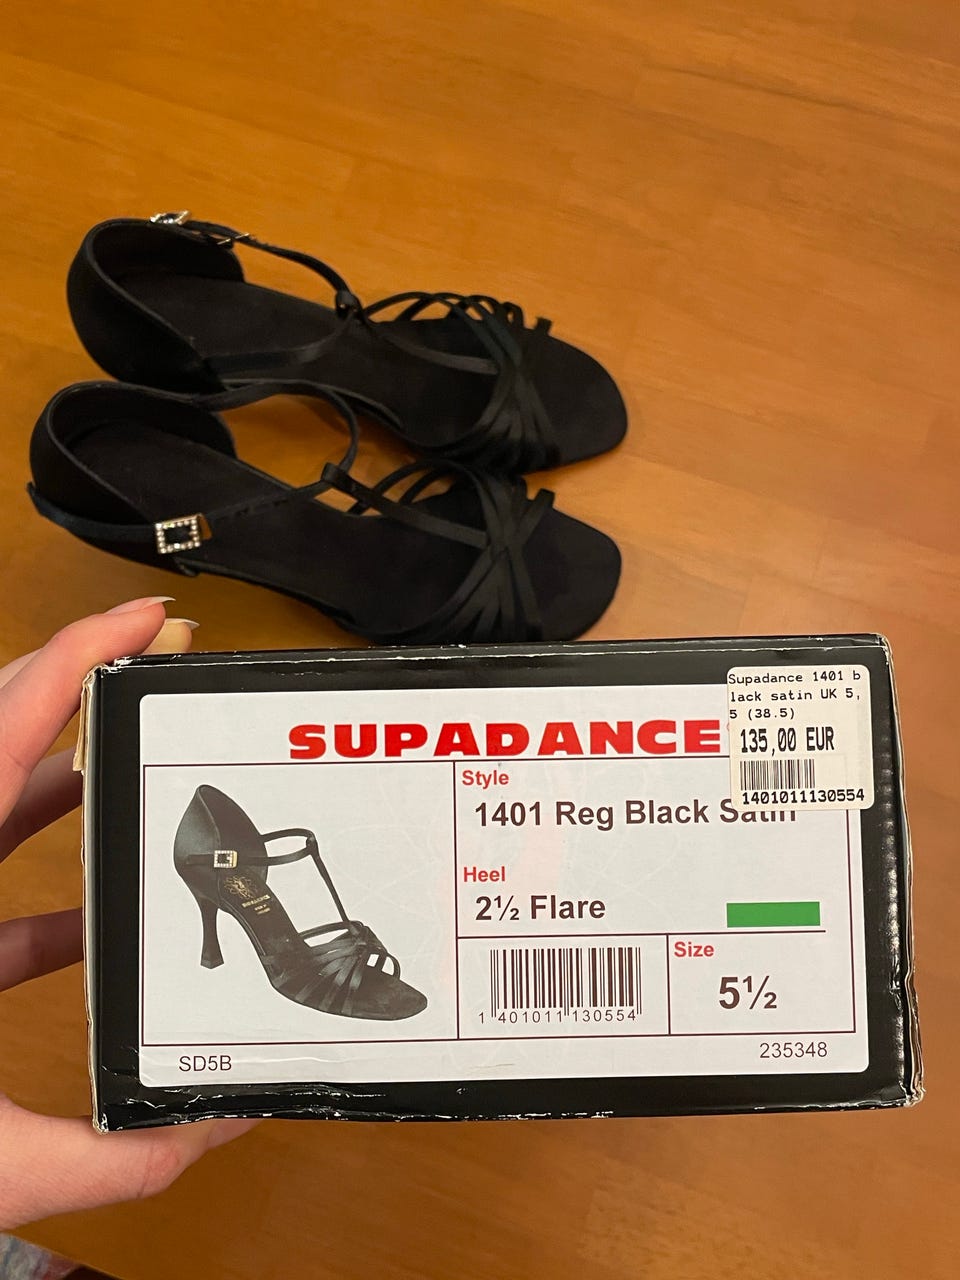 SUPADANCE
Supadance 1401 b
lack satin UK 5,
5 (38.5)
135,00 EUR
1401011130554
Style
1401 Reg Black Satin
Heel
2½ Flare
1 401011 130554
Size
5½
SD5B
235348